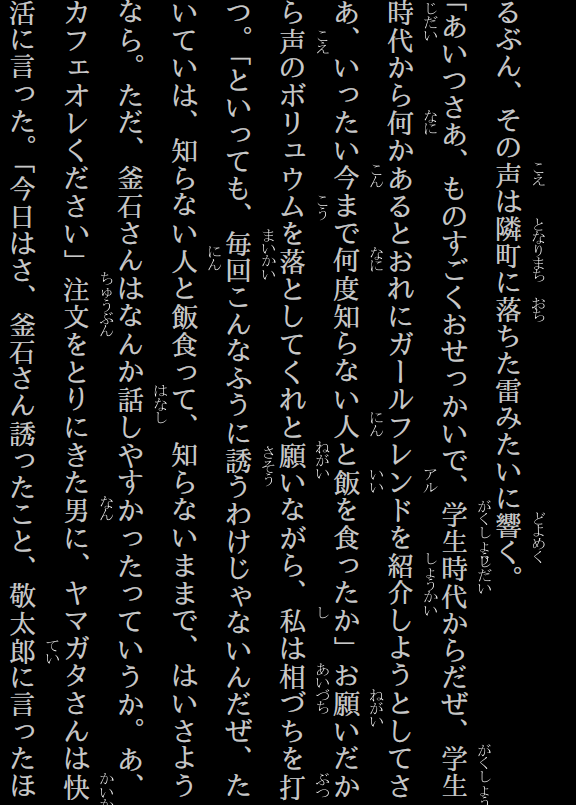 るぶん、その声は隣町に落ちた雷みたいに響く。
「あいつさあ、ものすごくおせっかいで、学生時代からだぜ、学生
時代から何かあるとおれにガールフレンドを紹介しようとしてさ
あ、いったい今まで何度知らない人と飯を食ったか」お願いだか
ら声のボリュウムを落としてくれと願いながら、私は相づちを打
つ。「といっても、毎回こんなふうに誘うわけじゃないんだぜ、た
いていは、知らない人と飯食って、知らないままで、はいさよう
なら。ただ、釜石さんはなんか話しやすかったっていうか。あ、
カフェオレください」注文をとりにきた男に、ヤマガタさんは快
活に言った。「今日はさ、釜石さん誘ったこと、敬太郎に言ったほ